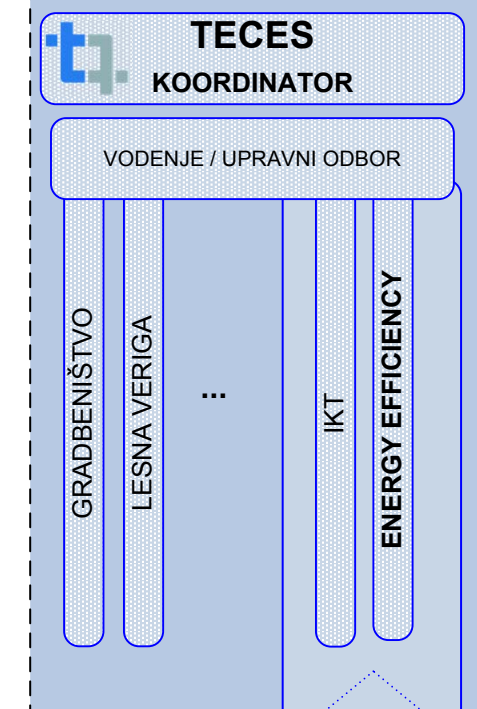 TECES
KOORDINATOR
VODENJE / UPRAVNI ODBOR
GRADBENIŠTVO
LESNA VERIGA
...
IKT
ENERGY EFFICIENCY